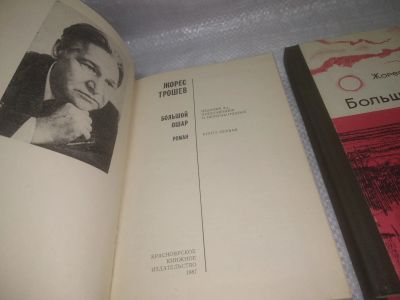 ЖОРЕС
ТРОШЕВ
БОЛЬШОЙ
ОШАР
РОМАН
КНИГА ПЕРВАЯ
КРАСНОЯРСКОЕ
КНИЖНОЕ
ИЗДАТЕЛЬСТВО
1987
Жорес
Больш